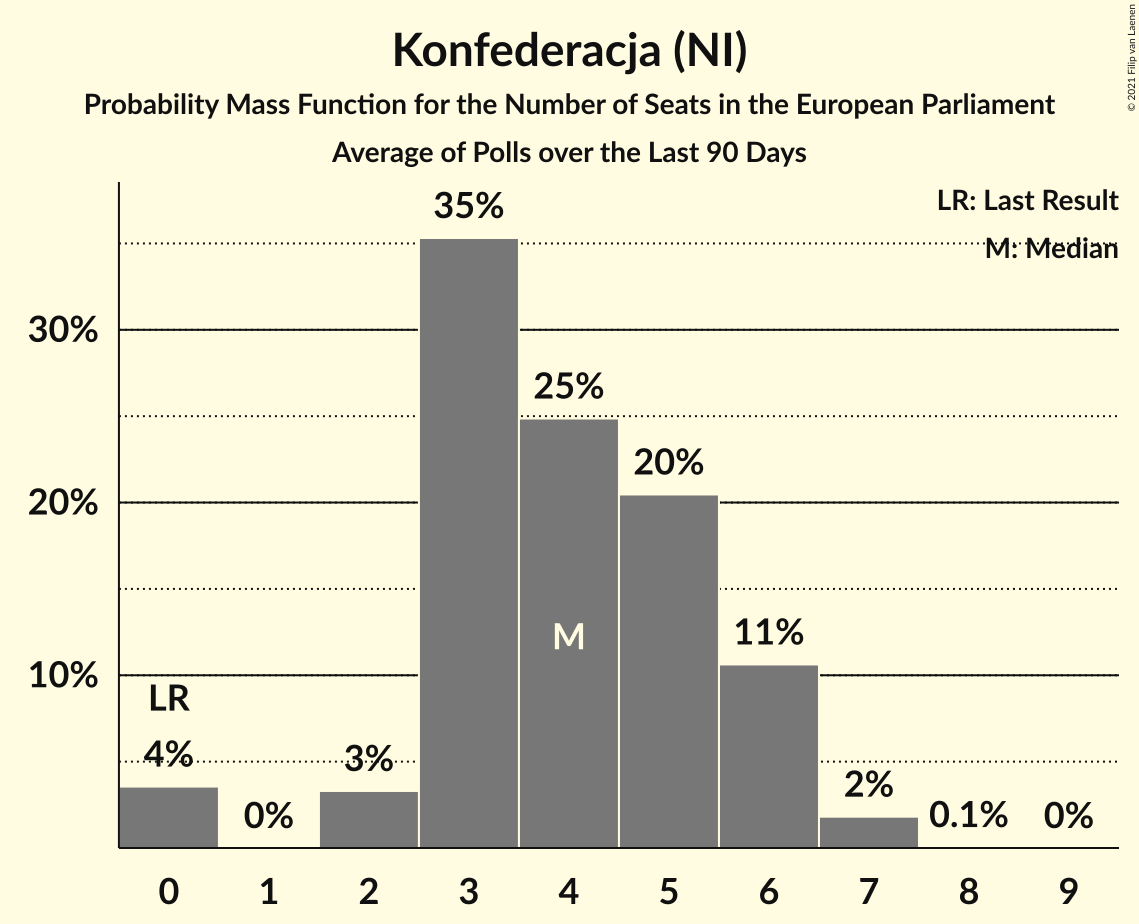 Konfederacja (NI)
Probability Mass Function for the Number of Seats in the European Parliament
Average of Polls over the Last 90 Days
© 2021 Filip van Laenen
LR: Last Result
M: Median
35%
30%
25%
20%
20%
M
11%
10%
LR
4%
0%
3%
2%
0.1%
0%
0 1 2 3 4 5 6 7 8 9